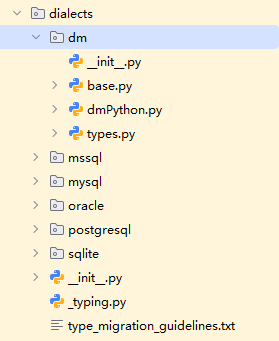 dialects
dm
__init__.py
base.py
dmPython.py
types.py
mssql
mysql
oracle
postgresql
sqlite
__init__.py
_typing.py
type_migration_guidelines.txt